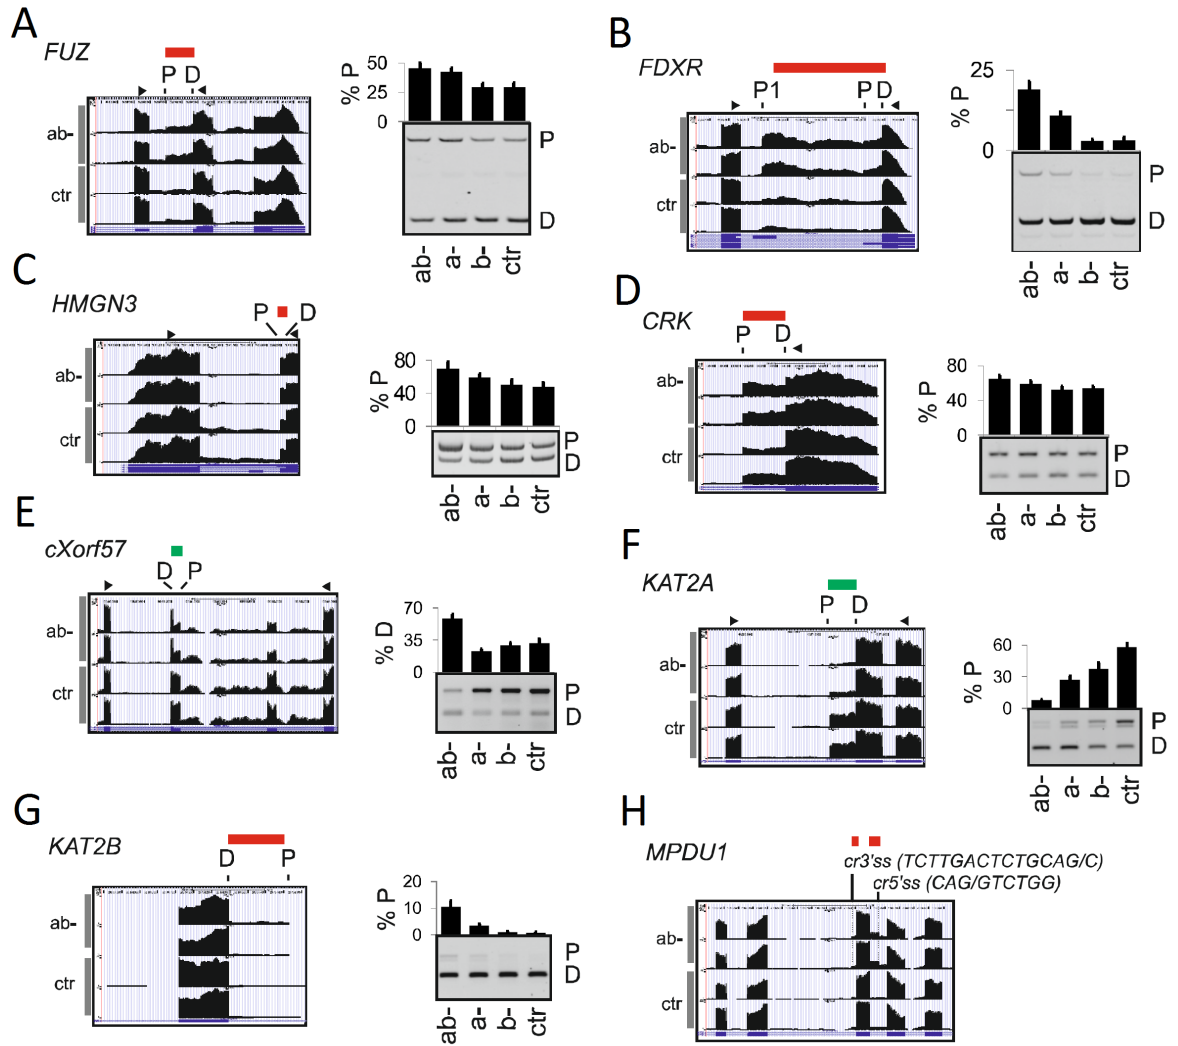 A
FUZ
P D
ab-
ctr
% P
50
25
0
P
D
ab- a- b- ctr
B
FDXR
P1 P D
ab-
ctr
% P
25
0
P
D
ab- a- b- ctr
C
HMGN3
P D
ab-
ctr
% P
80
40
0
P
D
ab- a- b- ctr
D
CRK
P D
ab-
ctr
% P
80
40
0
P
D
ab- a- b- ctr
E
cXorf57
D P
ab-
ctr
% D
70
35
0
P
D
ab- a- b- ctr
F
KAT2A
P D
ab-
ctr
% P
60
30
0
P
D
ab- a- b- ctr
G
KAT2B
D P
ab-
ctr
% P
20
10
0
P
D
ab- a- b- ctr
H
MPDU1
cr3'ss (TCTTGACTCTGCAG/C)
cr5'ss (CAG/GTCTGG)
ab-
ctr